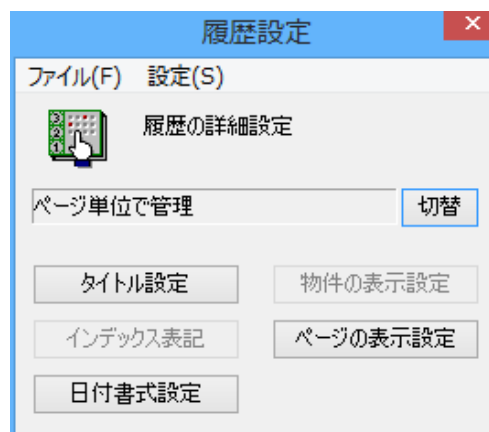 履歴設定
ファイル(F) 設定(S)
3
2
1
履歴の詳細設定
ページ単位で管理 切替
タイトル設定 物件の表示設定
インデックス表記 ページの表示設定
日付書式設定